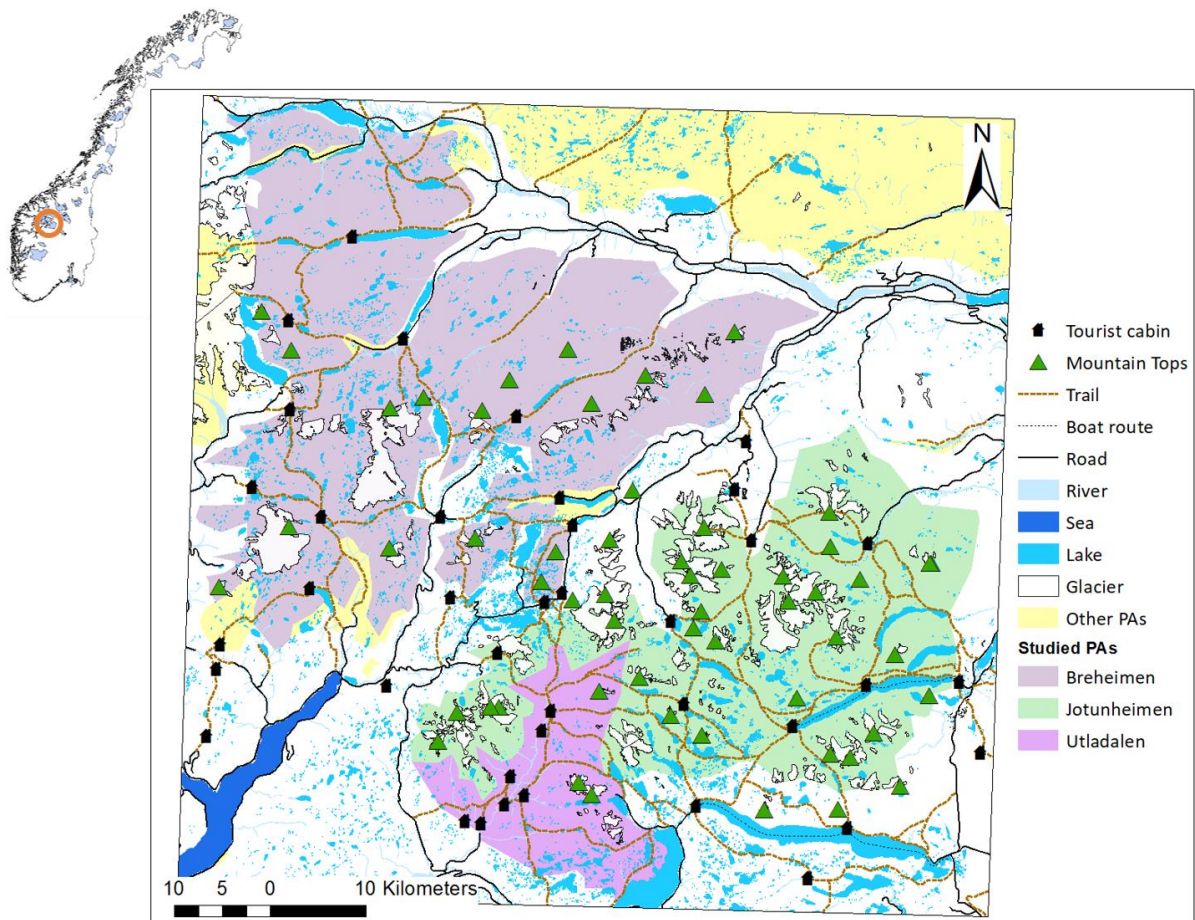 N
Tourist cabin
Mountain Tops
Trail
Boat route
Road
River
Sea
Lake
Glacier
Other PAs
Studied PAs
Breheimen
Jotunheimen
Utladalen
10 5 0 10 Kilometers